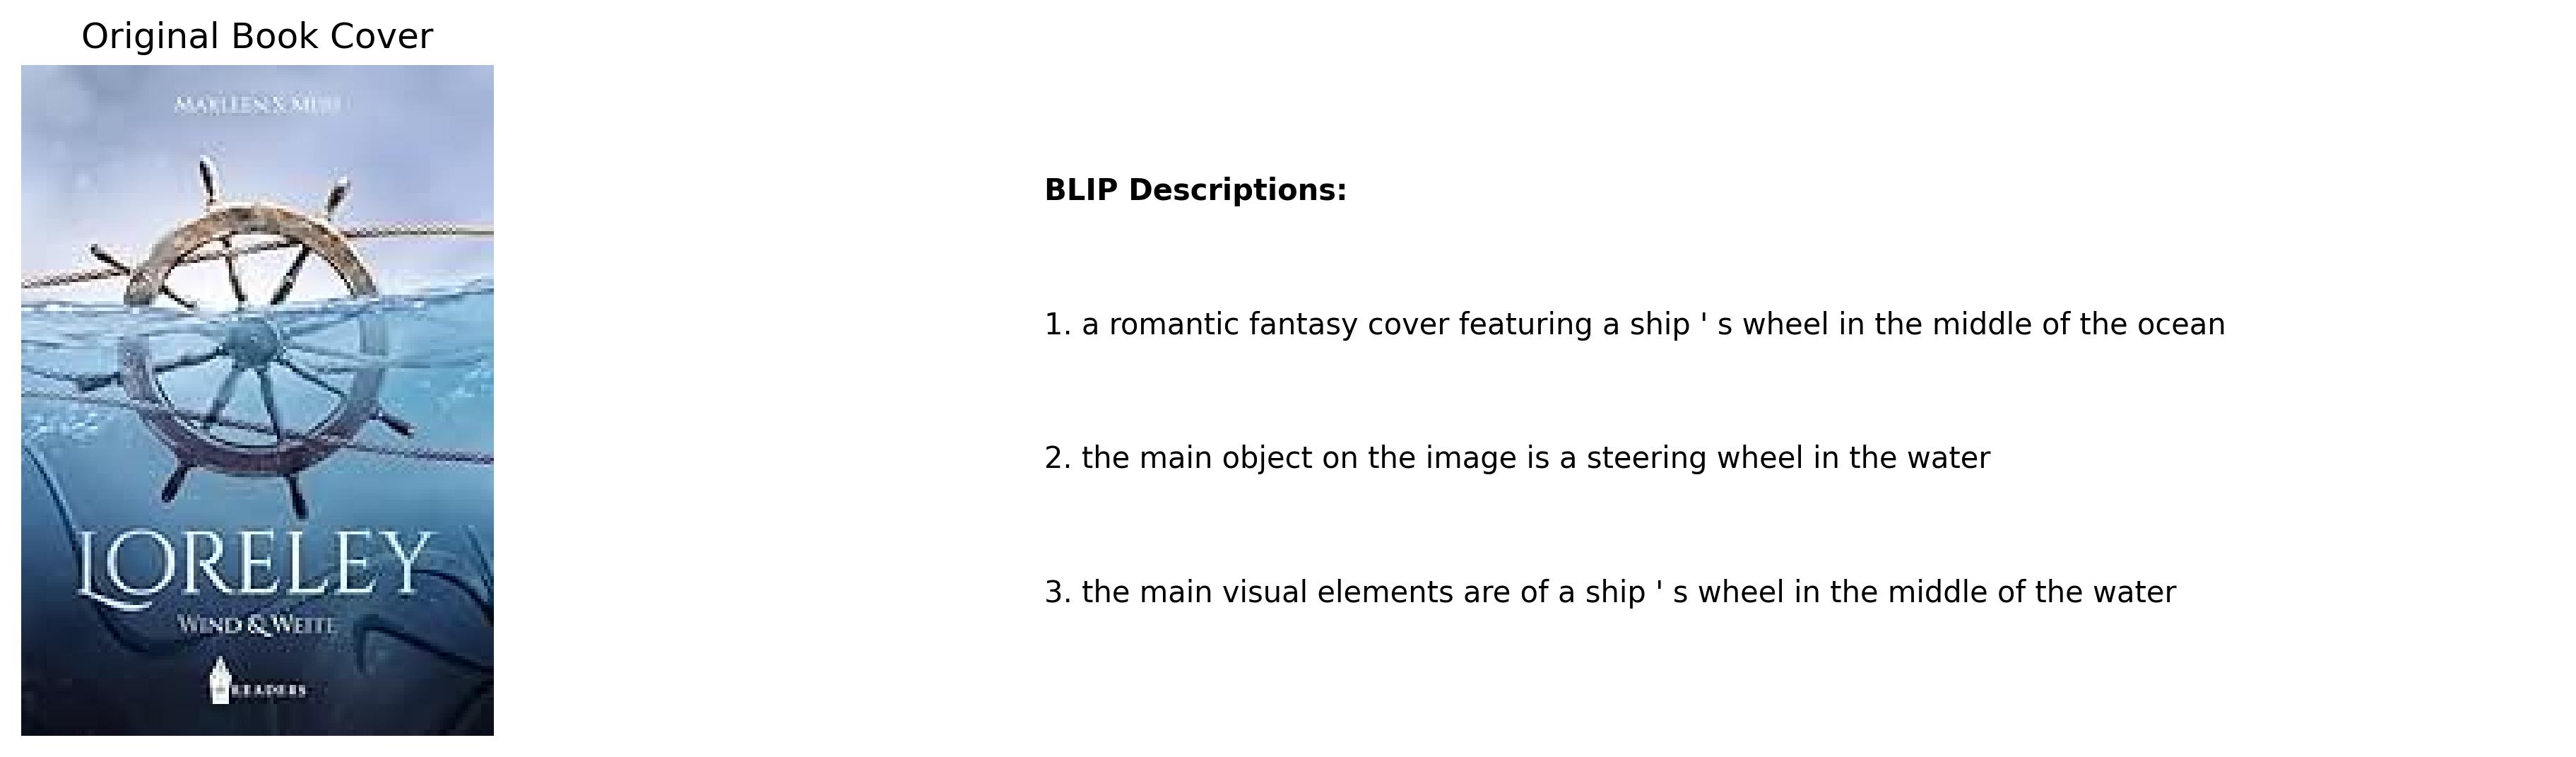 Original Book Cover
LORELEY
WIND & WEITE
READERS
BLIP Descriptions:
1. a romantic fantasy cover featuring a ship ' s wheel in the middle of the ocean
2. the main object on the image is a steering wheel in the water
3. the main visual elements are of a ship ' s wheel in the middle of the water